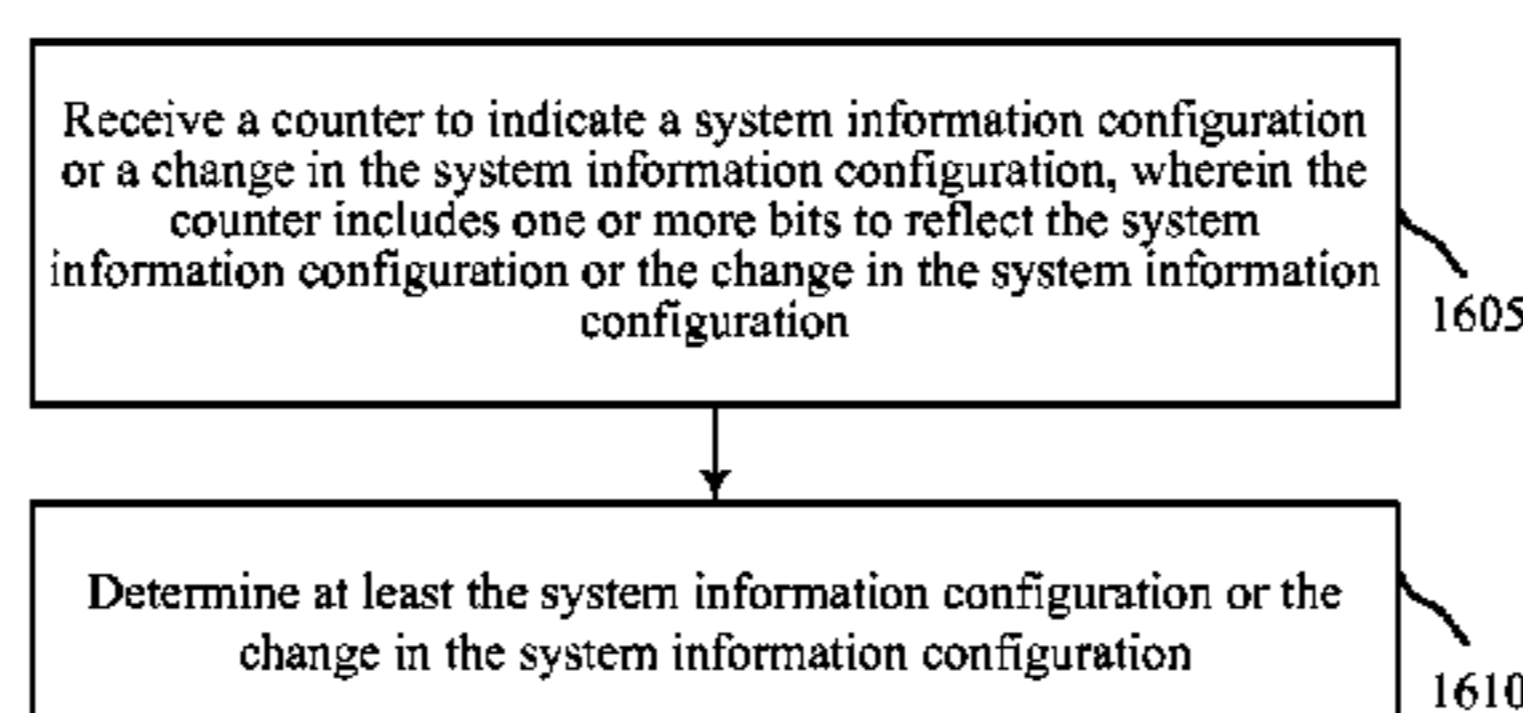 Receive a counter to indicate a system information configuration
or a change in the system information configuration, wherein the
counter includes one or more bits to reflect the system
information configuration or the change in the system information
configuration
1605
Determine at least the system information configuration or the
change in the system information configuration
1610